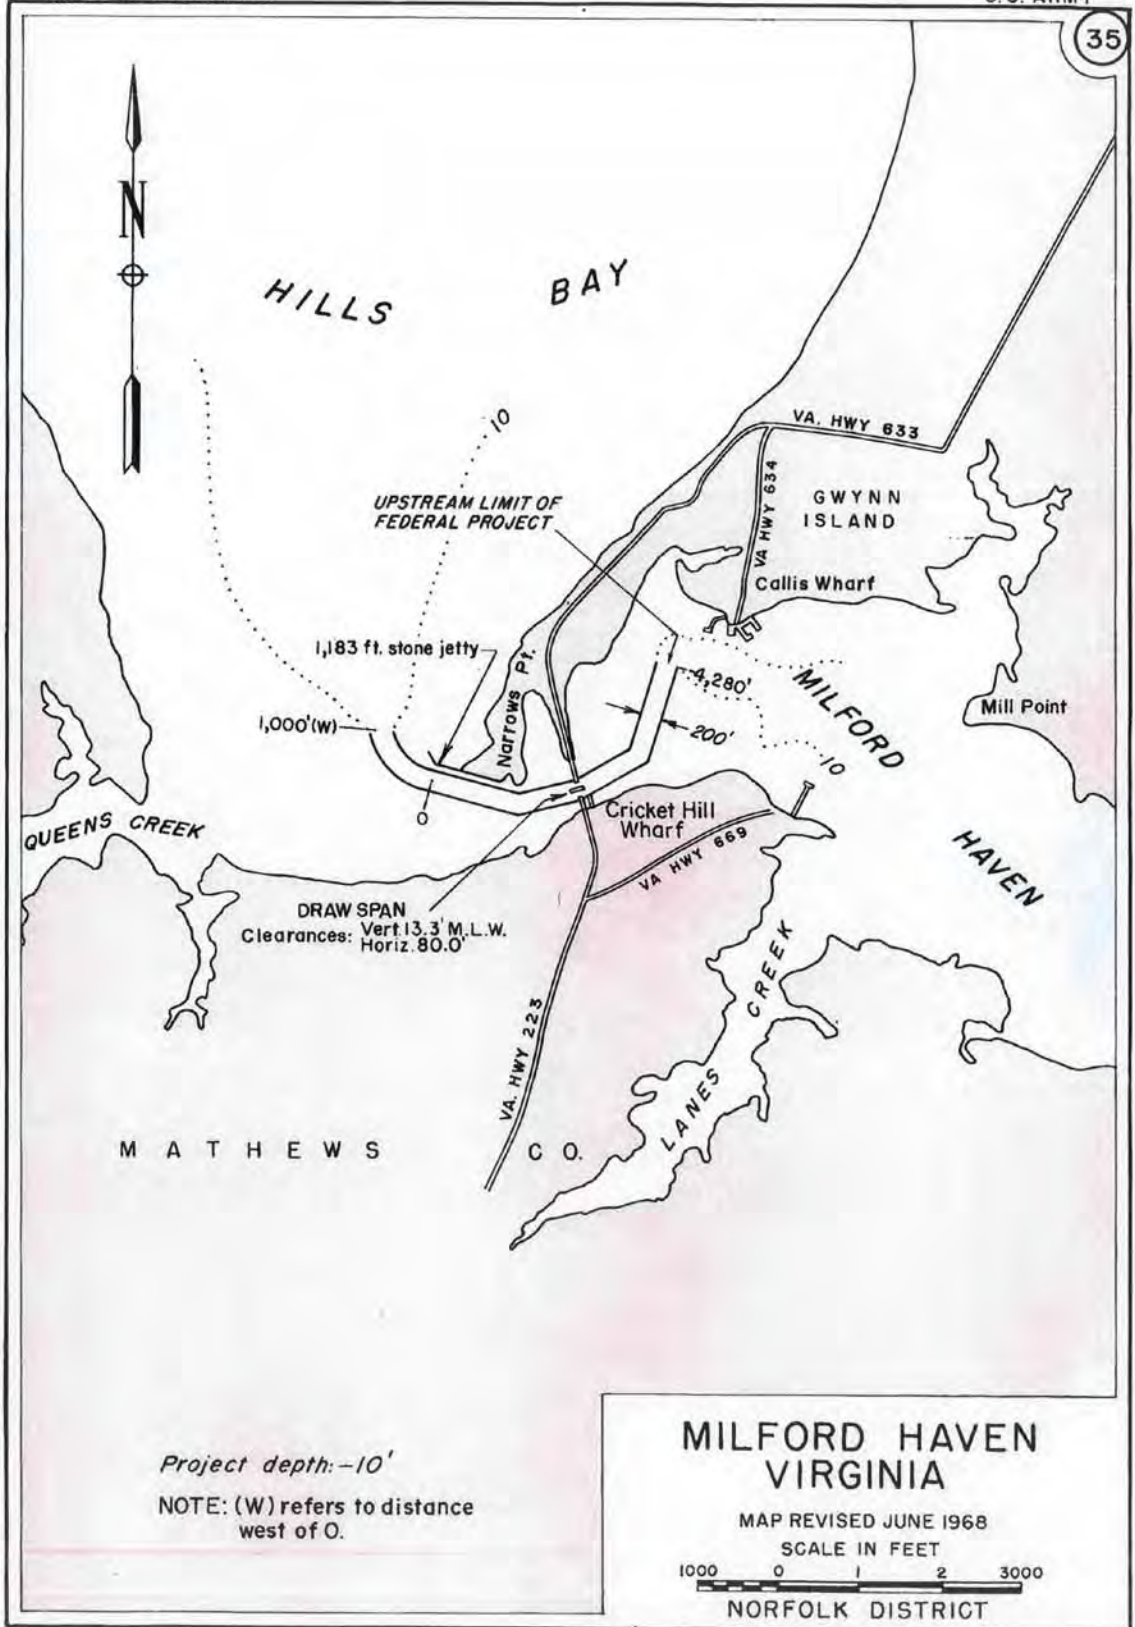 35
N
HILLS BAY
10
VA. HWY 633
UPSTREAM LIMIT OF
FEDERAL PROJECT
VA HWY 634
GWYNN
ISLAND
Callis Wharf
1,183 ft. stone jetty
Narrows Pt.
4,280'
MILFORD
Mill Point
1,000'(W)
200'
10
0
Cricket Hill
Wharf
QUEENS CREEK
VA HWY 669
HAVEN
DRAW SPAN
Clearances: Vert. 13.3' M.L.W.
Horiz. 80.0'
LANES CREEK
VA. HWY 223
MATHEWS CO.
Project depth: -10'
NOTE: (W) refers to distance
west of 0.
MILFORD HAVEN
VIRGINIA
MAP REVISED JUNE 1968
SCALE IN FEET
1000 0 1 2 3000
NORFOLK DISTRICT